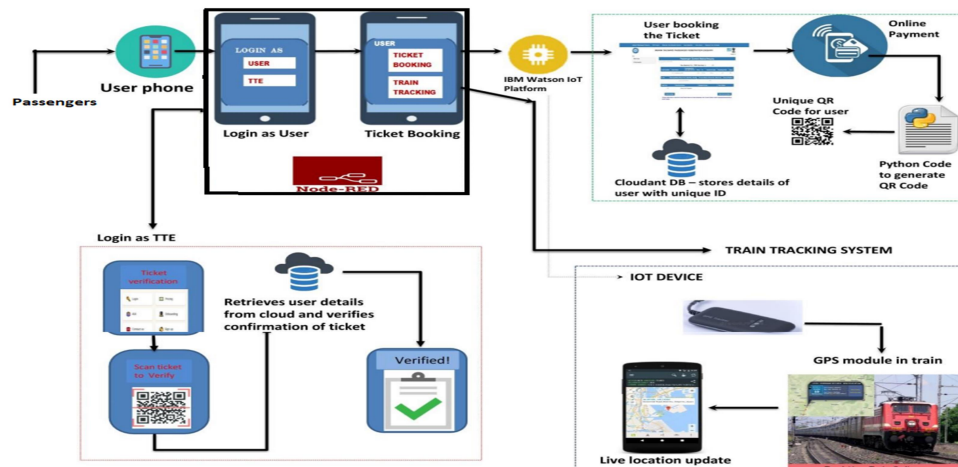 Passengers
User phone
LOGIN AS
USER
TTE
Login as User
USER
TICKET
BOOKING
TRAIN
TRACKING
Ticket Booking
Node-RED
IBM Watson IoT
Platform
User booking
the Ticket
Online
Payment
Unique QR
Code for user
Python Code
to generate
QR Code
Cloudant DB – stores details of
user with unique ID
Login as TTE
Ticket
verification
Scan ticket
to Verify
Retrieves user details
from cloud and verifies
confirmation of ticket
Verified!
TRAIN TRACKING SYSTEM
IOT DEVICE
GPS module in train
Live location update